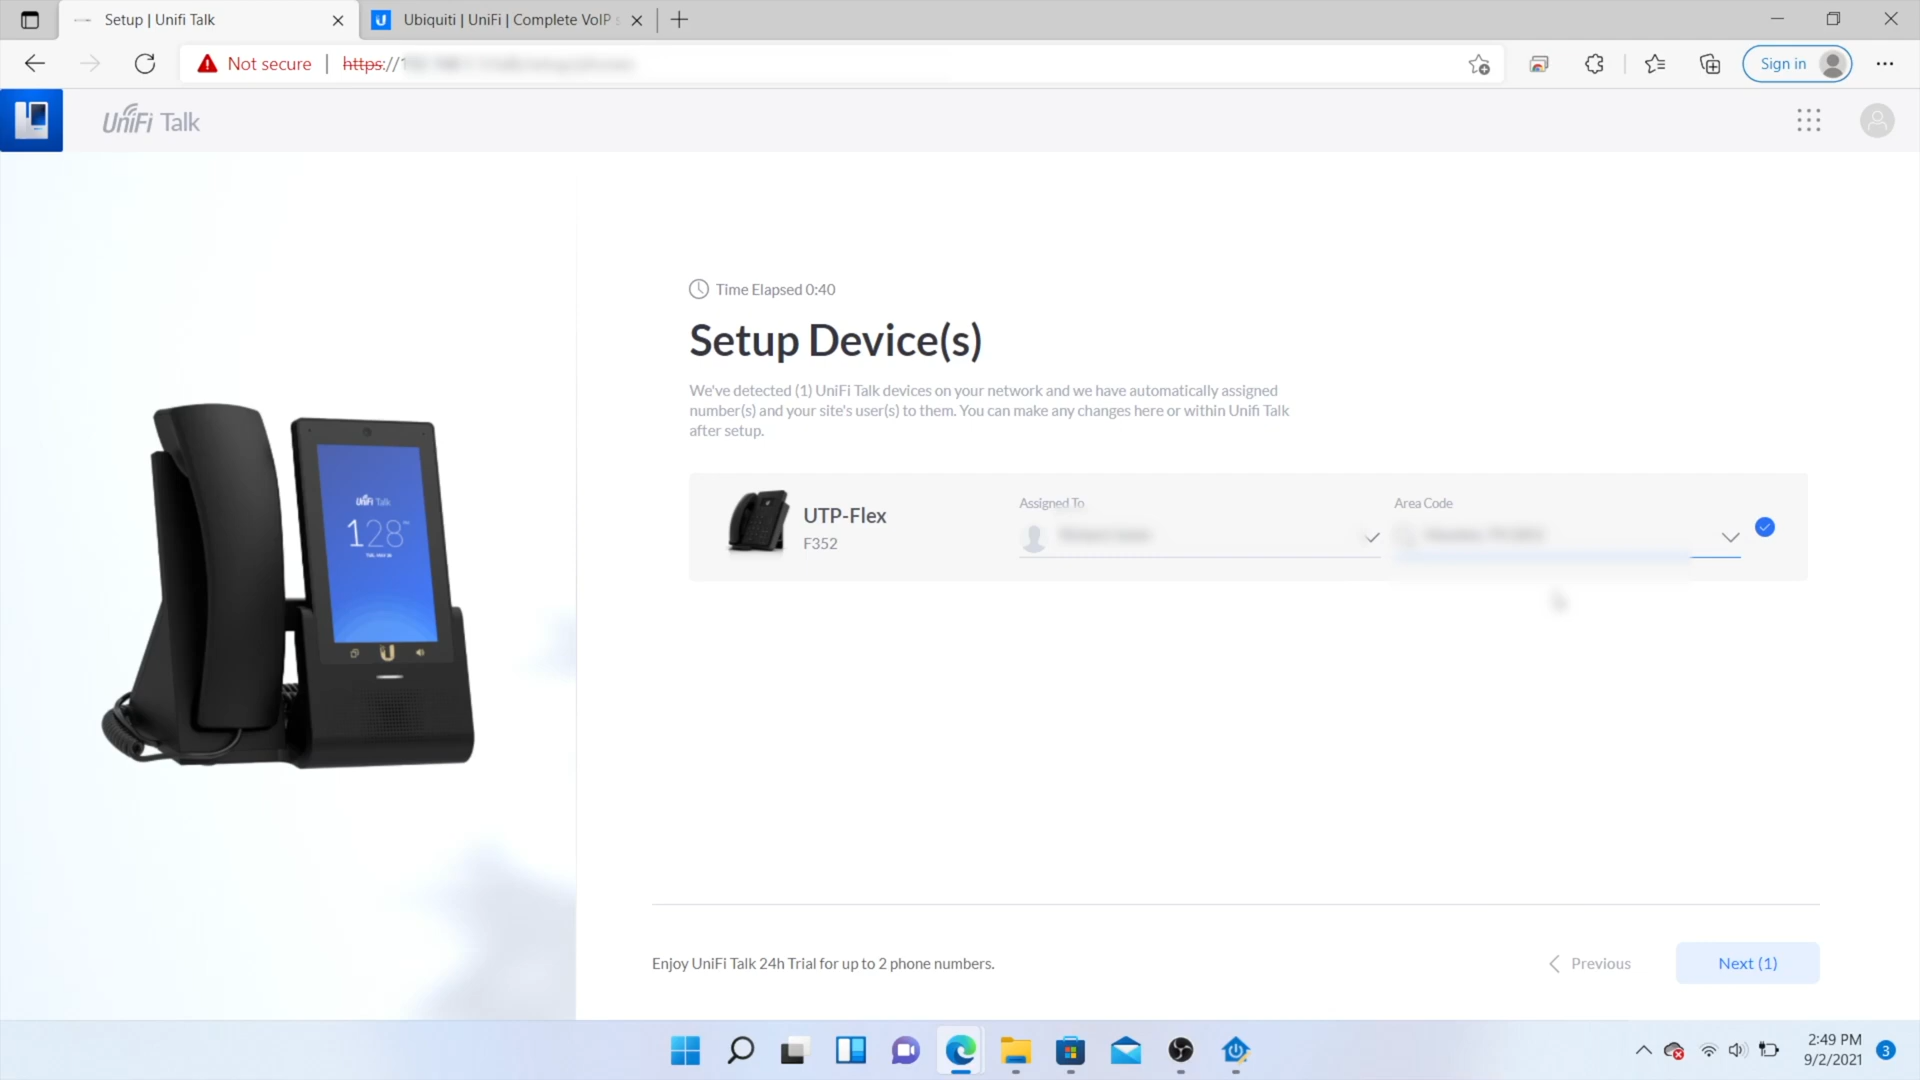 Setup | Unifi Talk
Ubiquiti | UniFi | Complete VoIP s
Not secure | https://
Sign in
UniFi Talk
Time Elapsed 0:40
Setup Device(s)
We've detected (1) UniFi Talk devices on your network and we have automatically assigned
number(s) and your site's user(s) to them. You can make any changes here or within Unifi Talk
after setup.
UniFi Talk
128
UTP-Flex
F352
Assigned To
Area Code
Enjoy UniFi Talk 24h Trial for up to 2 phone numbers.
Previous
Next (1)
2:49 PM
9/2/2021
3